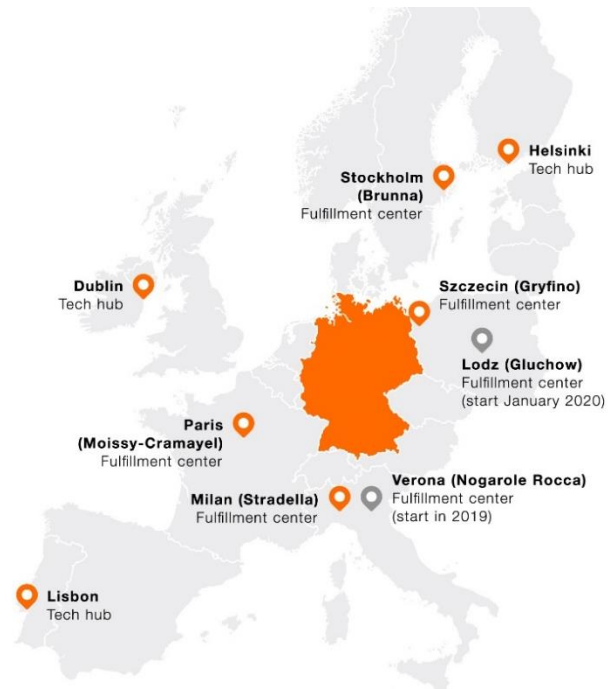 Helsinki
Tech hub
Stockholm
(Brunna)
Fulfillment center
Dublin
Tech hub
Szczecin (Gryfino)
Fulfillment center
Lodz (Gluchow)
Fulfillment center
(start January 2020)
Paris
(Moissy-Cramayel)
Fulfillment center
Verona (Nogarole Rocca)
Fulfillment center
(start in 2019)
Milan (Stradella)
Fulfillment center
Lisbon
Tech hub